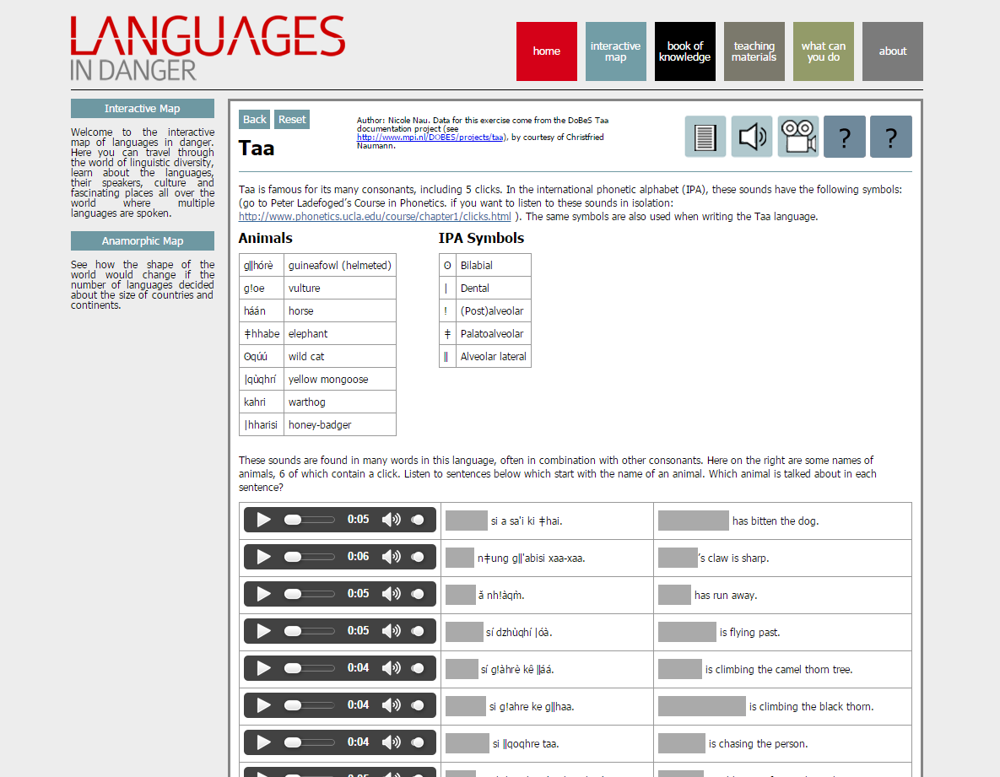 LANGUAGES
IN DANGER
home
interactive
map
book of
knowledge
teaching
materials
what can
you do
about
Interactive Map
Welcome to the interactive
map of languages in danger.
Here you can travel through
the world of linguistic diversity,
learn about the languages,
their speakers, culture and
fascinating places all over the
world where multiple
languages are spoken.
Anamorphic Map
See how the shape of the
world would change if the
number of languages decided
about the size of countries and
continents.
Back Reset
Taa
Author: Nicole Nau. Data for this exercise come from the DoBeS Taa
documentation project (see
http://www.mpi.nl/DOBES/projects/taa), by courtesy of Christfried
Naumann.
? ?
Taa is famous for its many consonants, including 5 clicks. In the international phonetic alphabet (IPA), these sounds have the following symbols:
(go to Peter Ladefoged's Course in Phonetics. if you want to listen to these sounds in isolation:
http://www.phonetics.ucla.edu/course/chapter1/clicks.html ). The same symbols are also used when writing the Taa language.
Animals
gǁhórè guineafowl (helmeted)
g!oe vulture
háán horse
ǂhhabe elephant
ʘqúú wild cat
|qùqhrí yellow mongoose
kahri warthog
|hharisi honey-badger
IPA Symbols
ʘ Bilabial
| Dental
! (Post)alveolar
ǂ Palatoalveolar
ǁ Alveolar lateral
These sounds are found in many words in this language, often in combination with other consonants. Here on the right are some names of
animals, 6 of which contain a click. Listen to sentences below which start with the name of an animal. Which animal is talked about in each
sentence?
0:05 si a sa'i ki ǂhai. has bitten the dog.
0:06 nǂung gǁ'abisi xaa-xaa. 's claw is sharp.
0:05 ǎ nh!àqm̀. has run away.
0:05 sí dzhùqhí |óà. is flying past.
0:04 sí g!àhrè kê ǁáá. is climbing the camel thorn tree.
0:04 si g!ahre ke gǁhaa. is climbing the black thorn.
0:04 si ǁqoqhre taa. is chasing the person.